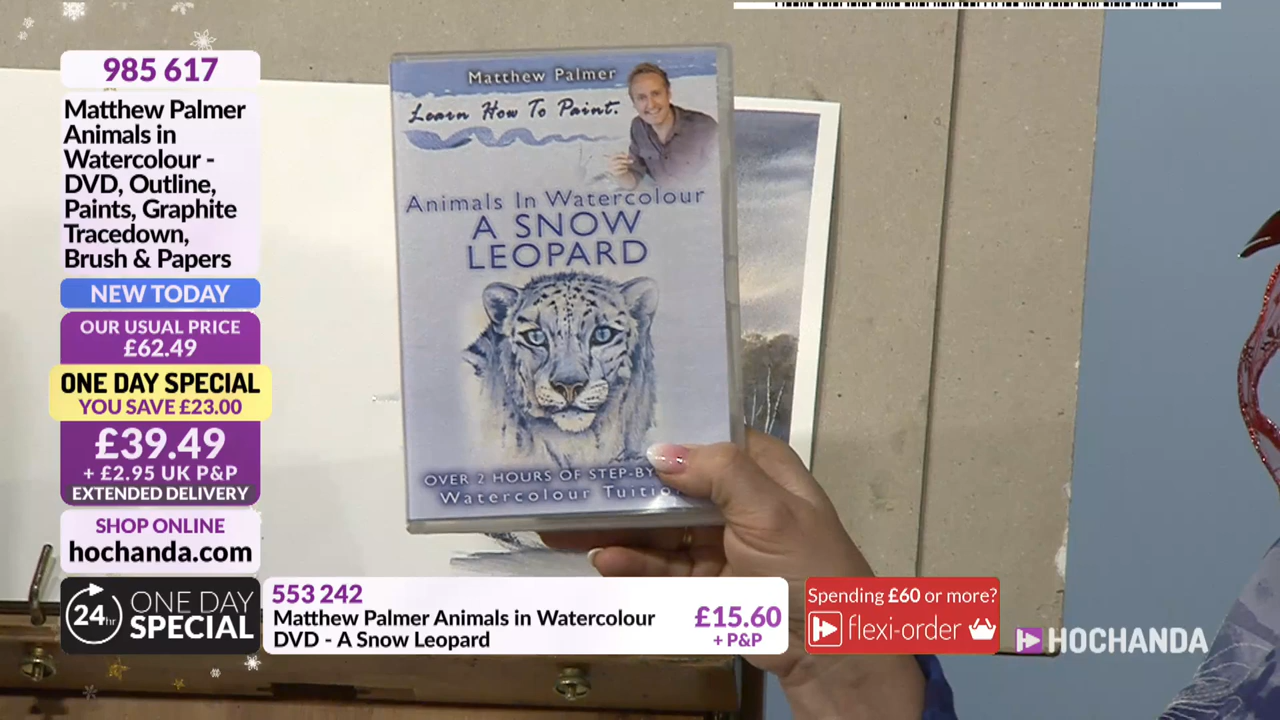 985 617
Matthew Palmer
Animals in
Watercolour -
DVD, Outline,
Paints, Graphite
Tracedown,
Brush & Papers
NEW TODAY
OUR USUAL PRICE
£62.49
ONE DAY SPECIAL
YOU SAVE £23.00
£39.49
+ £2.95 UK P&P
EXTENDED DELIVERY
SHOP ONLINE
hochanda.com
24hr
ONE DAY
SPECIAL
Matthew Palmer
Learn How To Paint.
Animals In Watercolour
A SNOW
LEOPARD
OVER 2 HOURS OF STEP-BY
Watercolour Tuitio
553 242
Matthew Palmer Animals in Watercolour
DVD - A Snow Leopard
£15.60
+ P&P
Spending £60 or more?
flexi-order
HOCHANDA